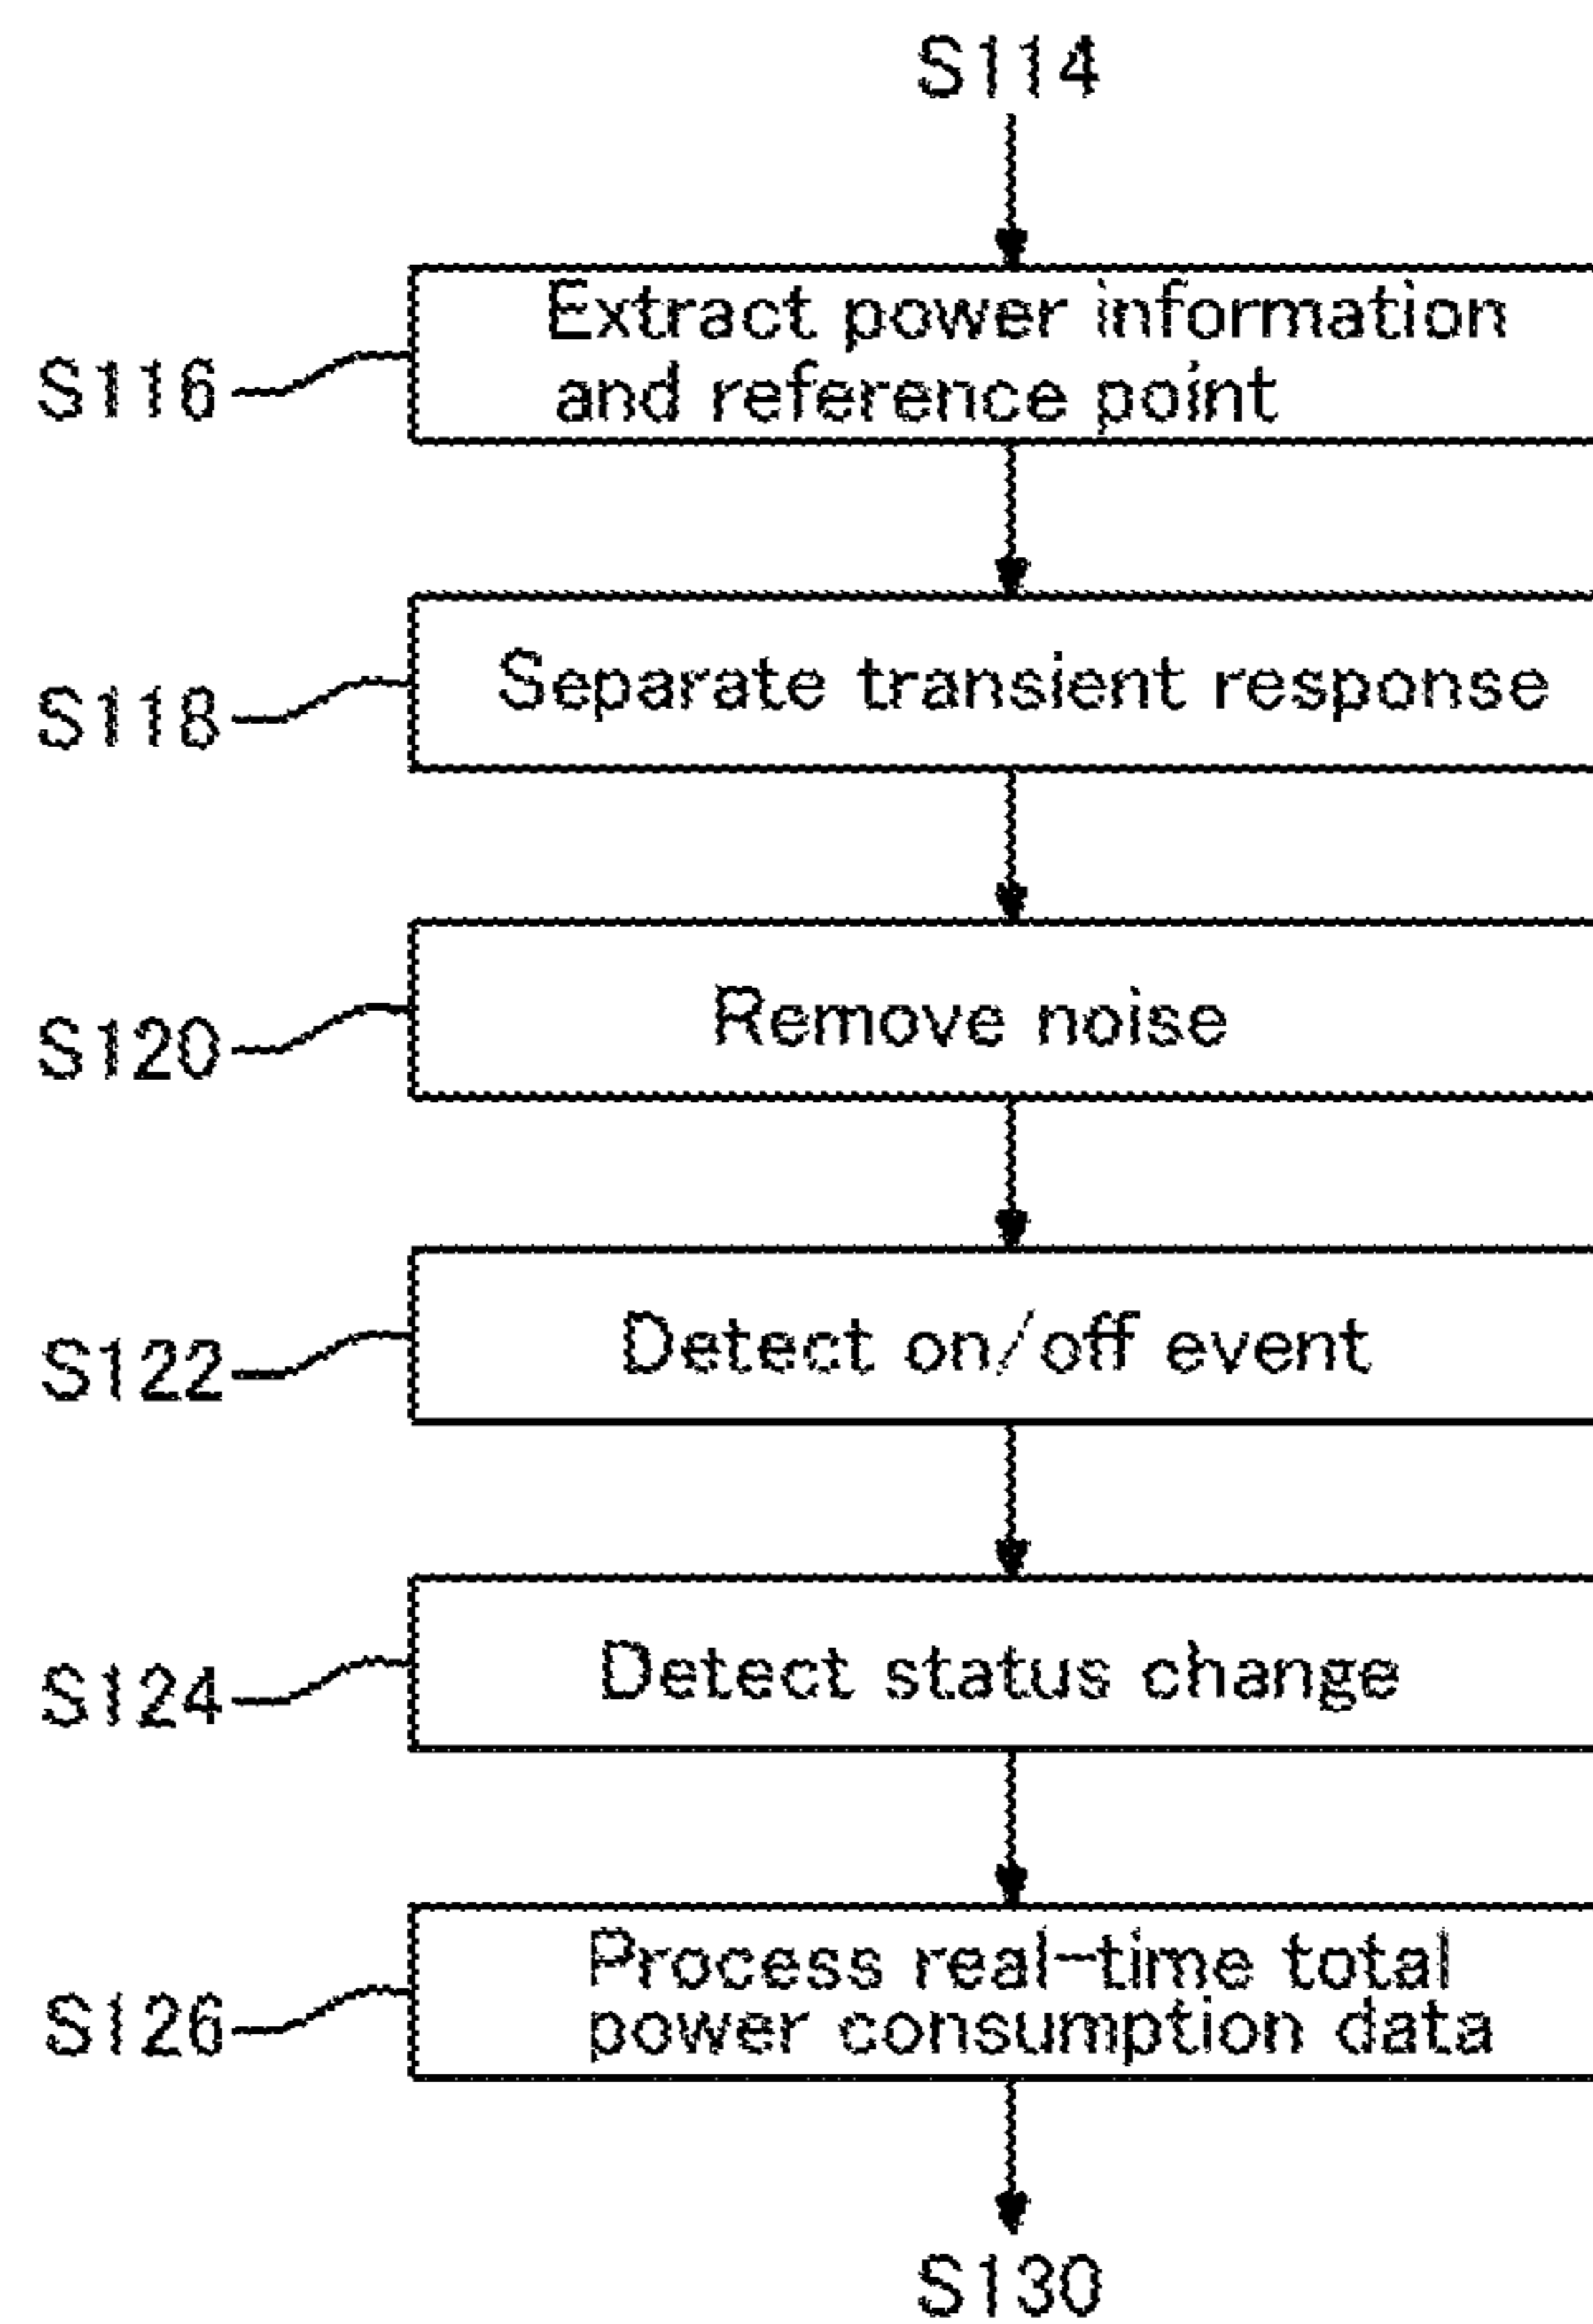 S114
Extract power information
and reference point
S116
Separate transient response
S118
Remove noise
S120
Detect on/off event
S122
Detect status change
S124
Process real-time total
power consumption data
S126
S130